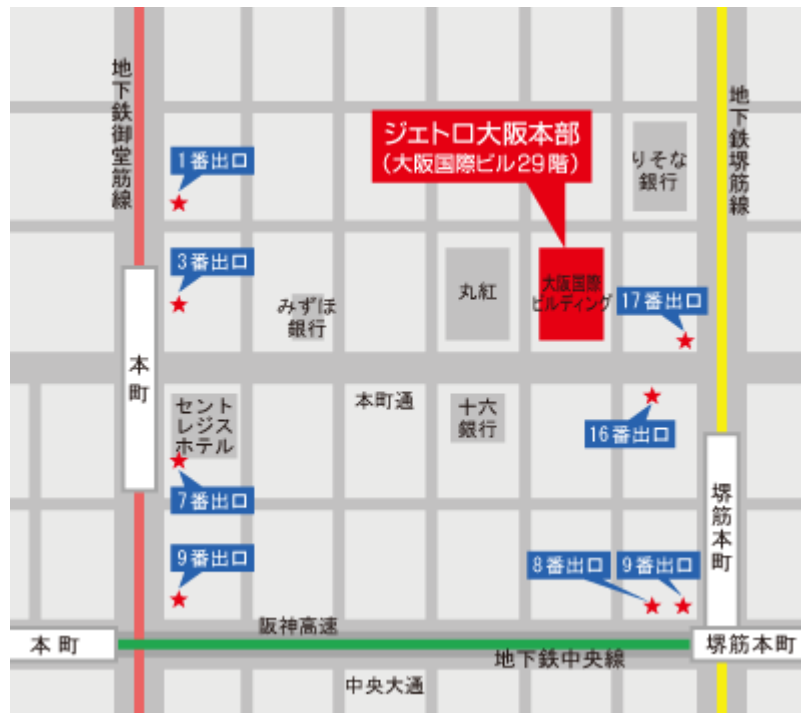 地下鉄御堂筋線
1番出口
ジェトロ大阪本部
(大阪国際ビル29階)
りそな
銀行
地下鉄堺筋線
3番出口
みずほ
銀行
丸紅
大阪国際
ビルディング
17番出口
本町
セント
レジス
ホテル
本町通
十六
銀行
16番出口
7番出口
堺筋本町
9番出口
8番出口
9番出口
阪神高速
本町
地下鉄中央線
堺筋本町
中央大通